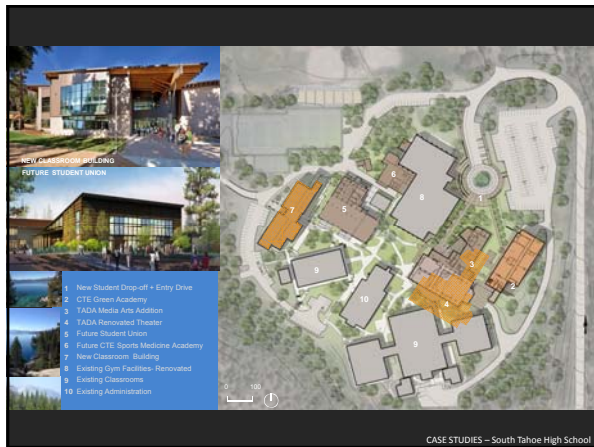 NEW CLASSROOM BUILDING
FUTURE STUDENT UNION
1 New Student Drop-off + Entry Drive
2 CTE Green Academy
3 TADA Media Arts Addition
4 TADA Renovated Theater
5 Future Student Union
6 Future CTE Sports Medicine Academy
7 New Classroom Building
8 Existing Gym Facilities- Renovated
9 Existing Classrooms
10 Existing Administration
6
8
1
7
5
3
9
2
10
4
9
0 100
CASE STUDIES – South Tahoe High School